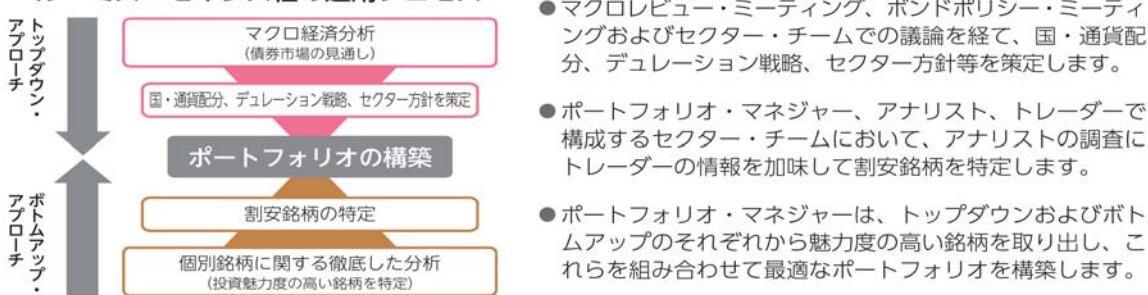 トップダウン・
アプローチ
マクロ経済分析
(債券市場の見通し)
国・通貨配分、デュレーション戦略、セクター方針を策定
ポートフォリオの構築
割安銘柄の特定
個別銘柄に関する徹底した分析
(投資魅力度の高い銘柄を特定)
ボトムアップ・
アプローチ
●マクロレビュー・ミーティング、ボンドポリシー・ミーティ
ングおよびセクター・チームでの議論を経て、国・通貨配
分、デュレーション戦略、セクター方針等を策定します。
●ポートフォリオ・マネジャー、アナリスト、トレーダーで
構成するセクター・チームにおいて、アナリストの調査に
トレーダーの情報を加味して割安銘柄を特定します。
●ポートフォリオ・マネジャーは、トップダウンおよびボト
ムアップのそれぞれから魅力度の高い銘柄を取り出し、こ
れらを組み合わせて最適なポートフォリオを構築します。